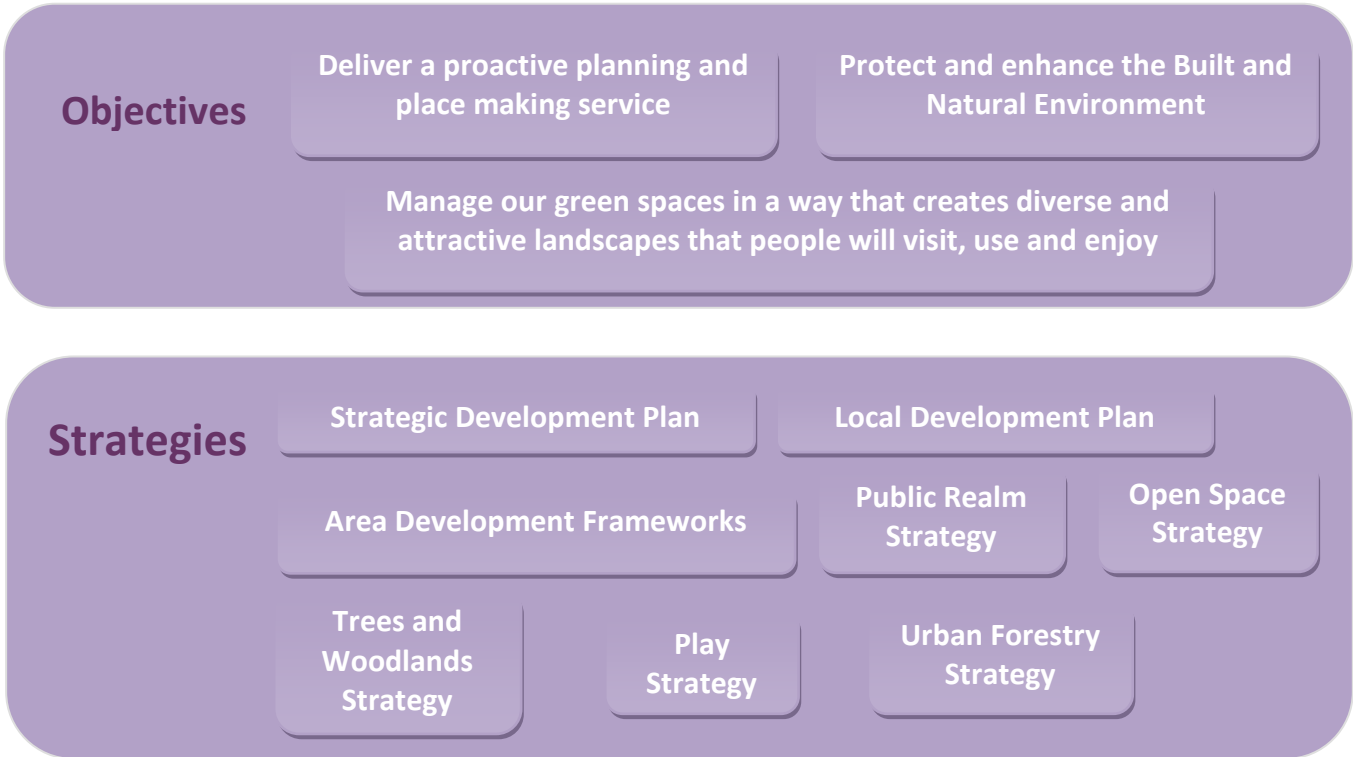 Objectives
Deliver a proactive planning and
place making service
Protect and enhance the Built and
Natural Environment
Manage our green spaces in a way that creates diverse and
attractive landscapes that people will visit, use and enjoy
Strategies
Strategic Development Plan
Local Development Plan
Area Development Frameworks
Public Realm
Strategy
Open Space
Strategy
Trees and
Woodlands
Strategy
Play
Strategy
Urban Forestry
Strategy